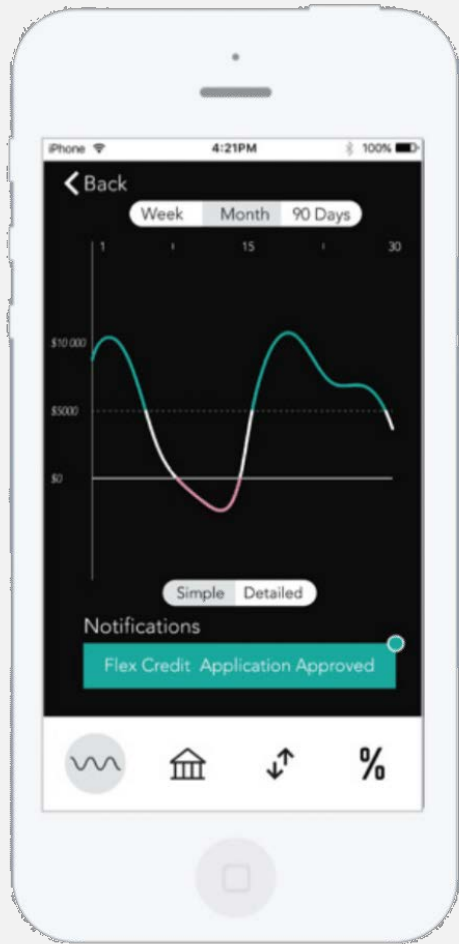 iPhone 4:21PM 100%
Back
Week Month 90 Days
1 15 30
$10 000
$5000
$0
Simple Detailed
Notifications
Flex Credit Application Approved
%